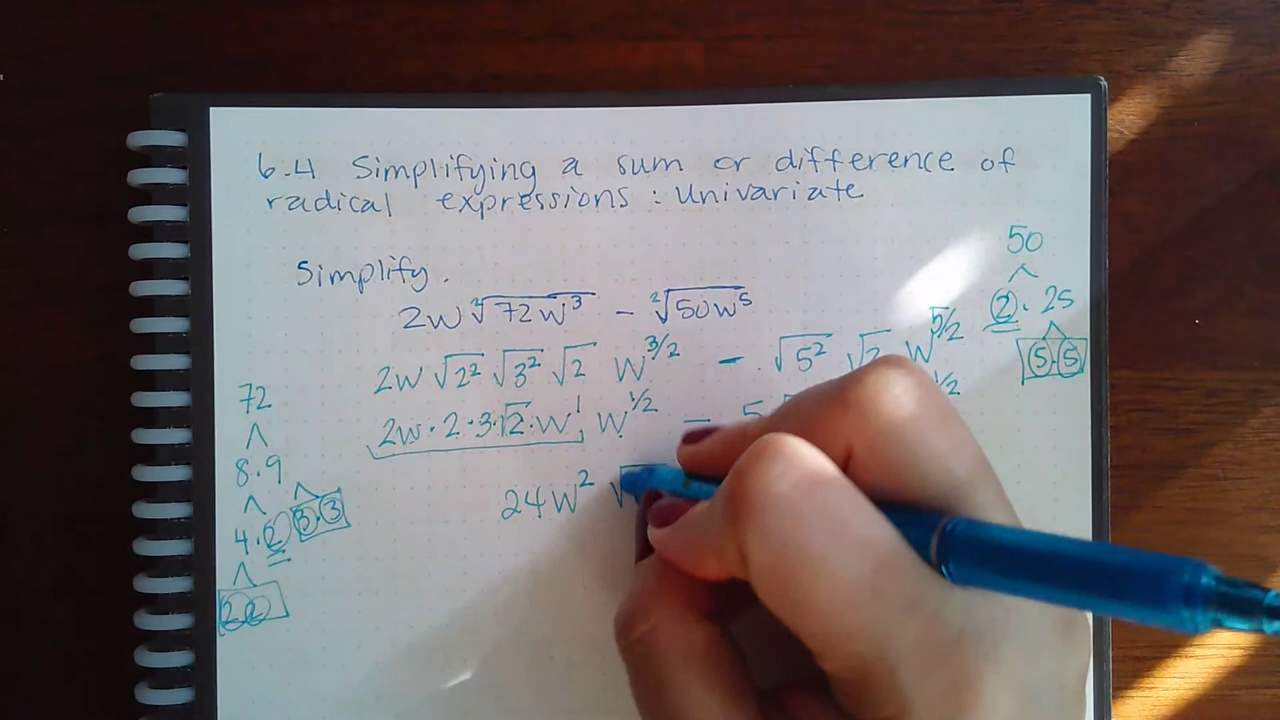 6.4 Simplifying a sum or difference of
radical expressions : Univariate
50
Simplify.
2 · 25
2w ²√72w³ − ²√50w⁵
5 · 5
2w √2² √3² √2 w^3/2 − √5² √2 w^5/2
72
2w · 2 · 3 · √2 · w¹ w^1/2 − 5
8 · 9
24w² √
3 · 3
4 · 2
2 2